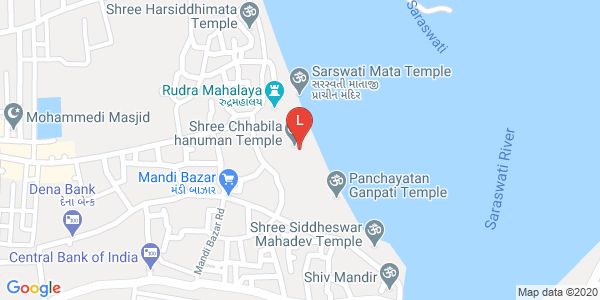 Shree Harsiddhimata
Temple
Saraswati
Sarswati Mata Temple
સરસ્વતી માતાજી
પ્રાચીન મંદિર
Rudra Mahalaya
રુદ્રમહાલય
Mohammedi Masjid
L
Shree Chhabila
hanuman Temple
Saraswati River
Mandi Bazar
મંડી બાઝાર
Panchayatan
Ganpati Temple
Dena Bank
દેના બેન્ક
Mandi Bazar Rd
Shree Siddheswar
Mahadev Temple
Central Bank of India
Shiv Mandir
Google
Map data ©2020